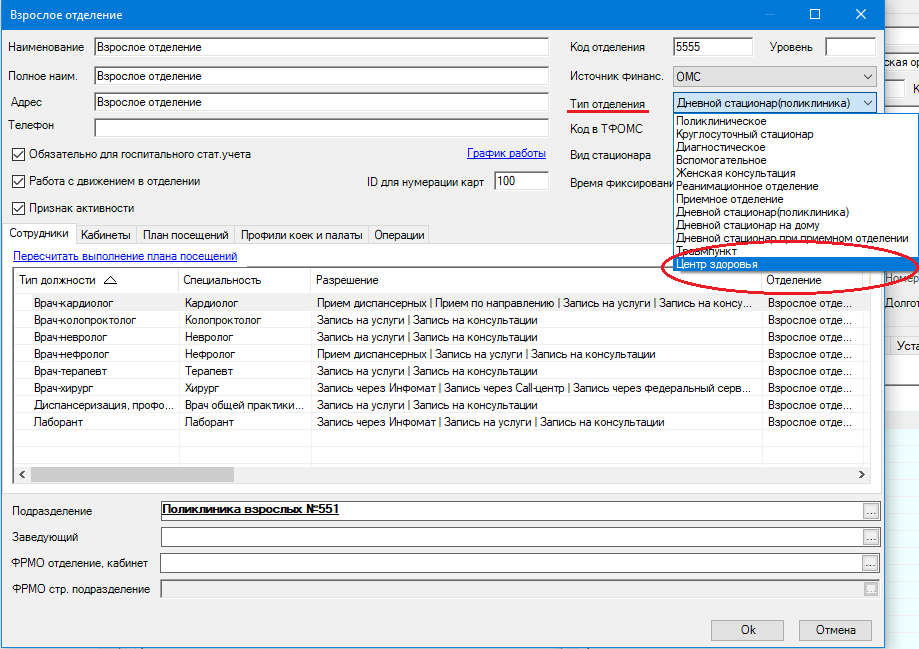 Взрослое отделение
Наименование Взрослое отделение Код отделения 5555 Уровень
Полное наим. Взрослое отделение Источник финанс. ОМС
Адрес Взрослое отделение Тип отделения Дневной стационар(поликлиника)
Телефон Код в ТФОМС
Обязательно для госпитального стат.учета График работы Вид стационара
Работа с движением в отделении ID для нумерации карт 100 Время фиксировани
Признак активности
Поликлиническое
Круглосуточный стационар
Диагностическое
Вспомогательное
Женская консультация
Реанимационное отделение
Приемное отделение
Дневной стационар(поликлиника)
Дневной стационар на дому
Дневной стационар при приемном отделении
Травмпункт
Центр здоровья
Сотрудники Кабинеты План посещений Профили коек и палаты Операции
Пересчитать выполнение плана посещений
Тип должности Специальность Разрешение Отделение
Врач-кардиолог Кардиолог Прием диспансерных | Прием по направлению | Запись на услуги | Запись на консу... Взрослое отде...
Врач-колопроктолог Колопроктолог Запись на услуги | Запись на консультации Взрослое отде...
Врач-невролог Невролог Запись на услуги | Запись на консультации Взрослое отде...
Врач-нефролог Нефролог Прием диспансерных | Запись на услуги | Запись на консультации Взрослое отде...
Врач-терапевт Терапевт Запись на услуги | Запись на консультации Взрослое отде...
Врач-хирург Хирург Запись через Инфомат | Запись через Call-центр | Запись через Федеральный серв... Взрослое отде...
Диспансеризация, профо... Врач общей практики... Запись на услуги | Запись на консультации Взрослое отде...
Лаборант Лаборант Запись через Инфомат | Запись на услуги | Запись на консультации Взрослое отде...
Подразделение Поликлиника взрослых №551 ...
Заведующий ...
ФРМО отделение, кабинет ...
ФРМО стр. подразделение ...
Ok Отмена
ская ор
К
Номер
Долгот
Уста